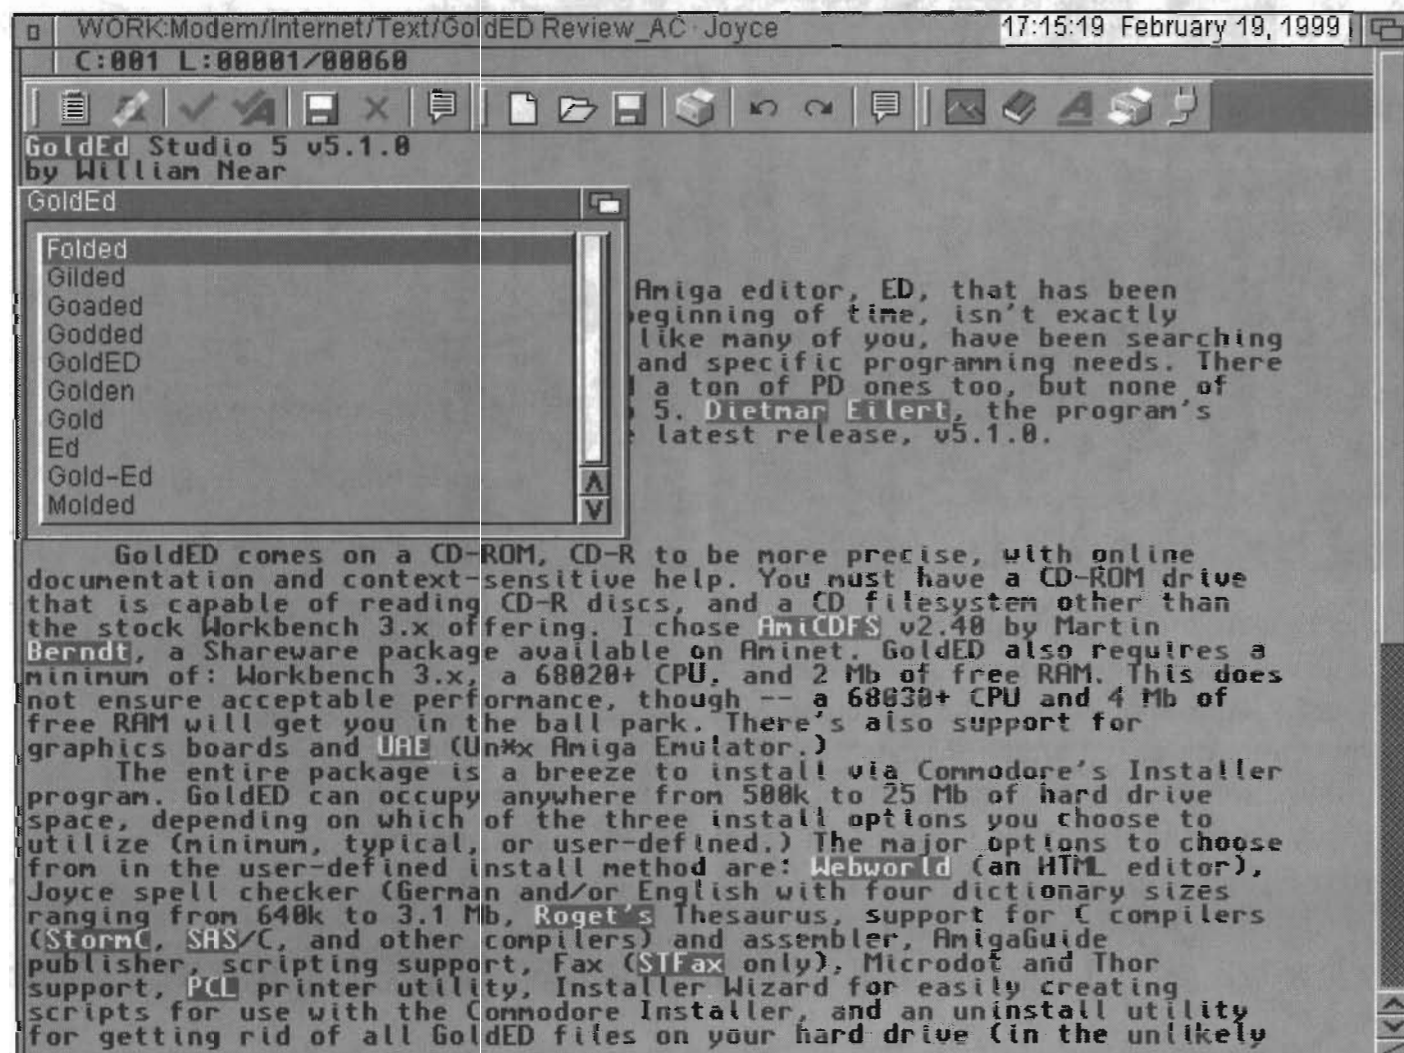 WORK:Modem/Internet/Text/GoldED Review_AC - Joyce
17:15:19 February 19, 1999
C:001 L:00001/00060
GoldEd Studio 5 v5.1.0
by William Near
GoldEd
Folded
Gilded
Goaded
Godded
GoldED
Golden
Gold
Ed
Gold-Ed
Molded
Amiga editor, ED, that has been
eginning of time, isn't exactly
like many of you, have been searching
and specific programming needs. There
a ton of PD ones too, but none of
5. Dietmar Eilert, the program's
latest release, v5.1.0.
GoldED comes on a CD-ROM, CD-R to be more precise, with online
documentation and context-sensitive help. You must have a CD-ROM drive
that is capable of reading CD-R discs, and a CD filesystem other than
the stock Workbench 3.x offering. I chose AmiCDFS v2.40 by Martin
Berndt, a Shareware package available on Aminet. GoldED also requires a
minimum of: Workbench 3.x, a 68020+ CPU, and 2 Mb of free RAM. This does
not ensure acceptable performance, though -- a 68030+ CPU and 4 Mb of
free RAM will get you in the ball park. There's also support for
graphics boards and UAE (Un*x Amiga Emulator.)
The entire package is a breeze to install via Commodore's Installer
program. GoldED can occupy anywhere from 500k to 25 Mb of hard drive
space, depending on which of the three install options you choose to
utilize (minimum, typical, or user-defined.) The major options to choose
from in the user-defined install method are: Webworld (an HTML editor),
Joyce spell checker (German and/or English with four dictionary sizes
ranging from 640k to 3.1 Mb, Roget's Thesaurus, support for C compilers
(StormC, SAS/C, and other compilers) and assembler, AmigaGuide
publisher, scripting support, Fax (STFax only), Microdot and Thor
support, PCL printer utility, Installer Wizard for easily creating
scripts for use with the Commodore Installer, and an uninstall utility
for getting rid of all GoldED files on your hard drive (in the unlikely